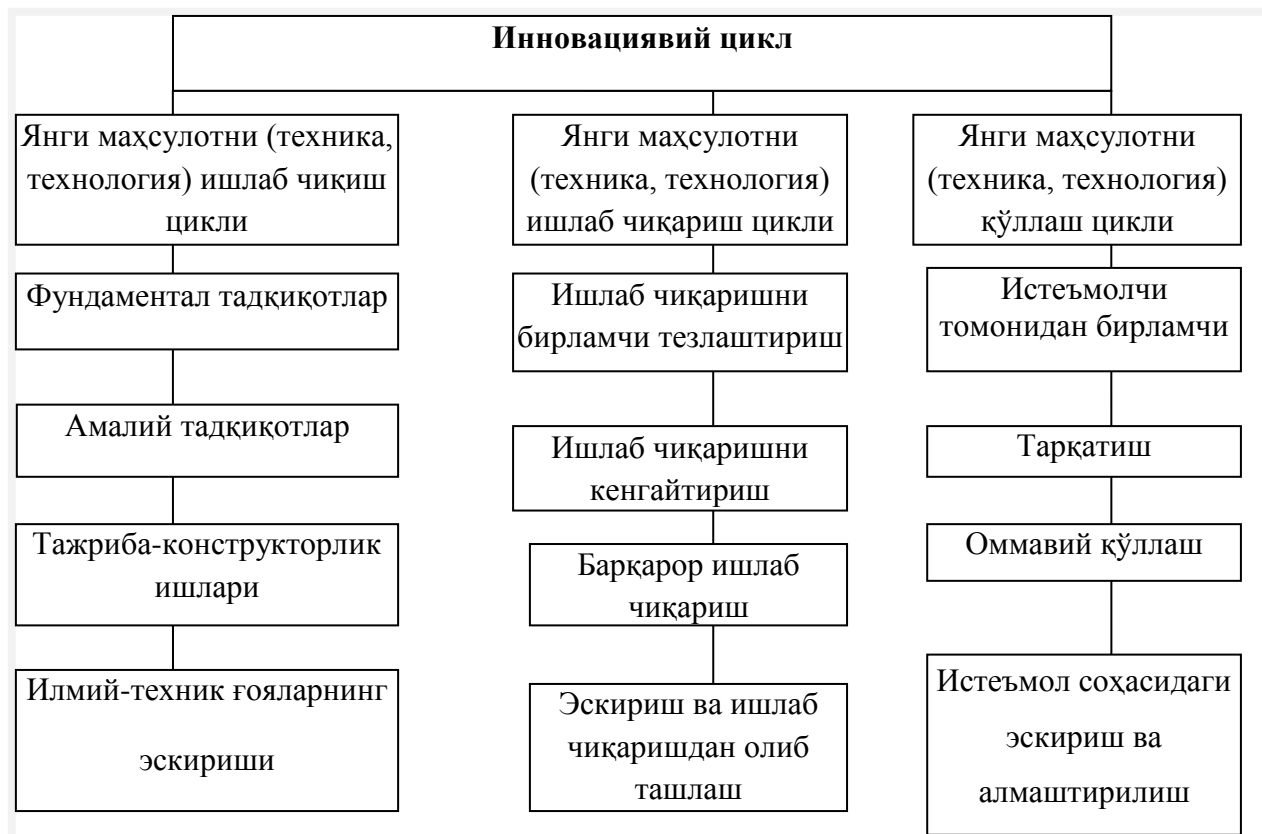 Инновациявий цикл
Янги маҳсулотни (техника,
технология) ишлаб чиқиш
цикли
Фундаментал тадқиқотлар
Амалий тадқиқотлар
Тажриба-конструкторлик
ишлари
Илмий-техник ғояларнинг
эскириши
Янги маҳсулотни
(техника, технология)
ишлаб чиқариш цикли
Ишлаб чиқаришни
бирламчи тезлаштириш
Ишлаб чиқаришни
кенгайтириш
Барқарор ишлаб
чиқариш
Эскириш ва ишлаб
чиқаришдан олиб
ташлаш
Янги маҳсулотни
(техника, технология)
қўллаш цикли
Истеъмолчи
томонидан бирламчи
Тарқатиш
Оммавий қўллаш
Истеъмол соҳасидаги
эскириш ва
алмаштирилиш